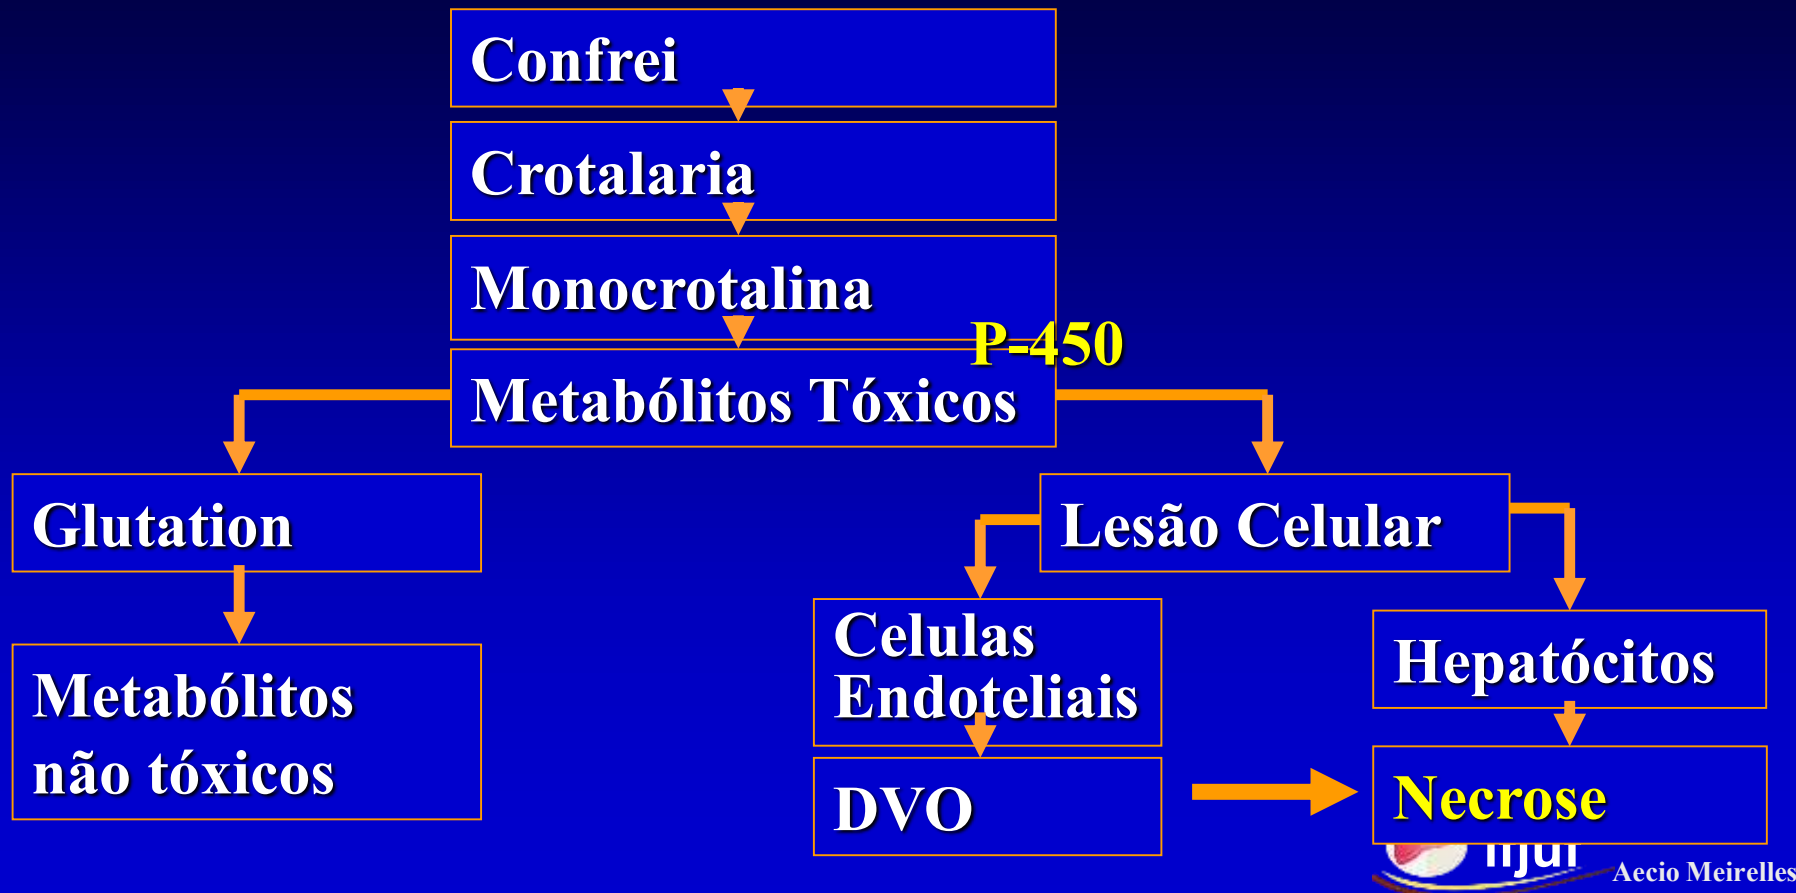 Confrei
Crotalaria
Monocrotalina
P-450
Metabólitos Tóxicos
Glutation
Lesão Celular
Celulas
Endoteliais
Hepatócitos
Metabólitos
não tóxicos
DVO
Necrose
Aecio Meirelles